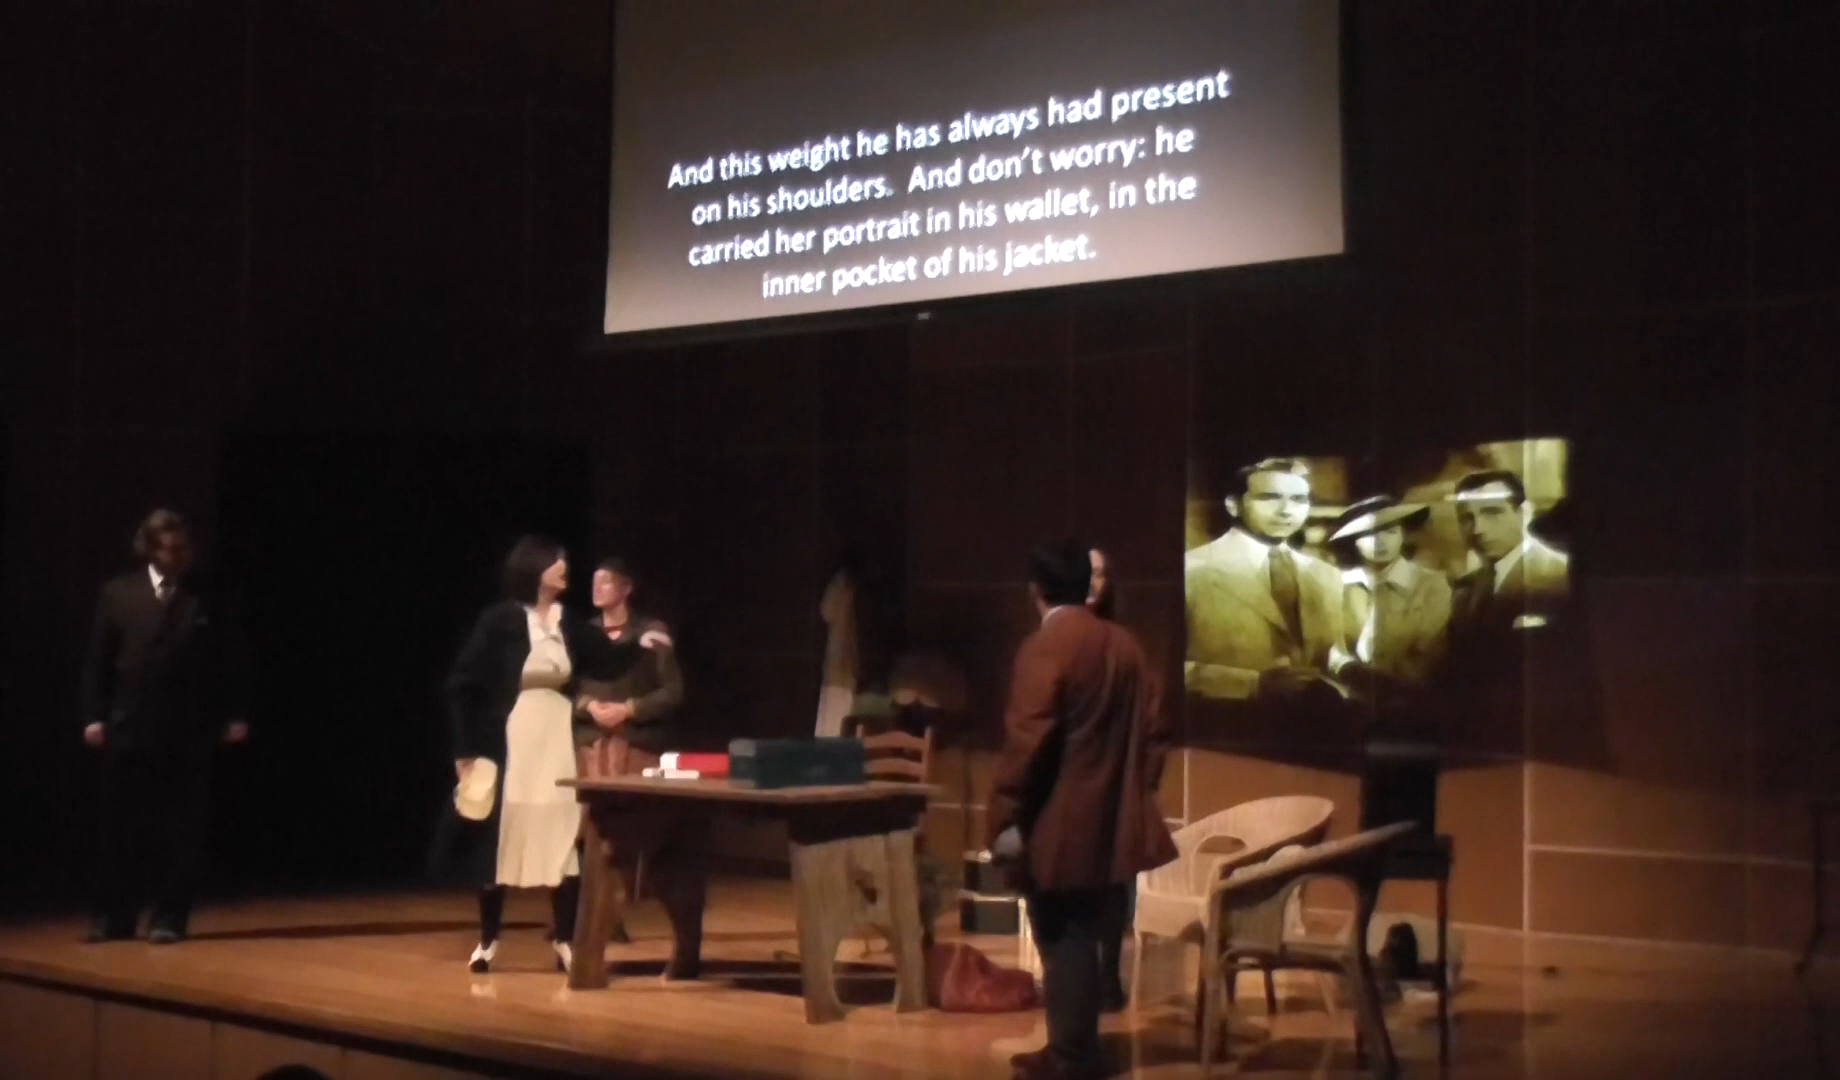 And this weight he has always had present
on his shoulders.  And don't worry: he
carried her portrait in his wallet, in the
inner pocket of his jacket.